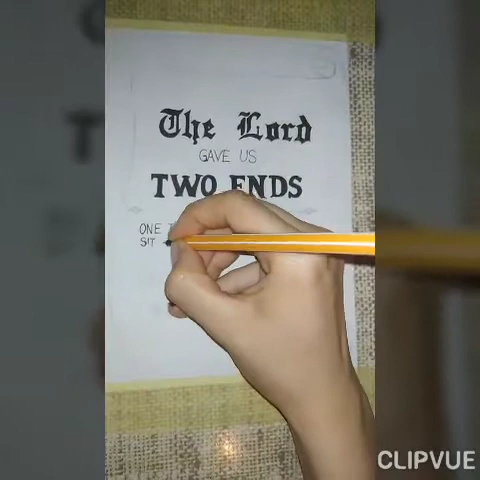 The Lord
GAVE US
TWO ENDS
ONE
SIT
CLIPVUE